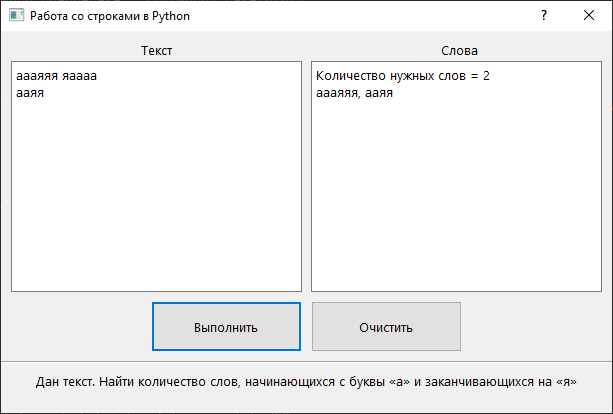 Работа со строками в Python
?
Текст
Слова
аааяяя яаааа
ааяя
Количество нужных слов = 2
аааяяя, ааяя
Выполнить
Очистить
Дан текст. Найти количество слов, начинающихся с буквы «а» и заканчивающихся на «я»